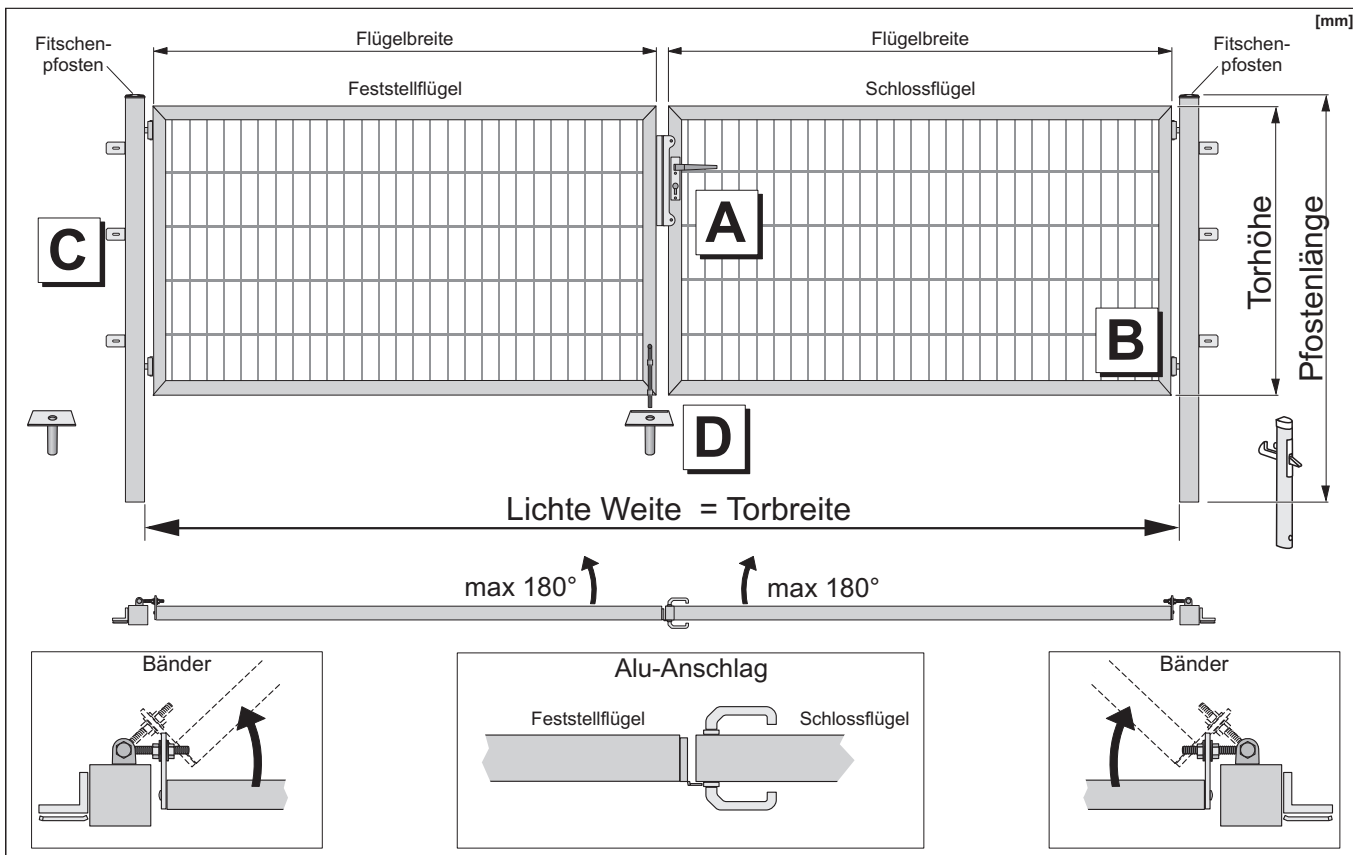 [mm]
Fitschen-
pfosten
Flügelbreite
Flügelbreite
Fitschen-
pfosten
Feststellflügel
Schlossflügel
A
C
B
D
Torhöhe
Pfostenlänge
Lichte Weite = Torbreite
max 180°
max 180°
Bänder
Alu-Anschlag
Feststellflügel
Schlossflügel
Bänder